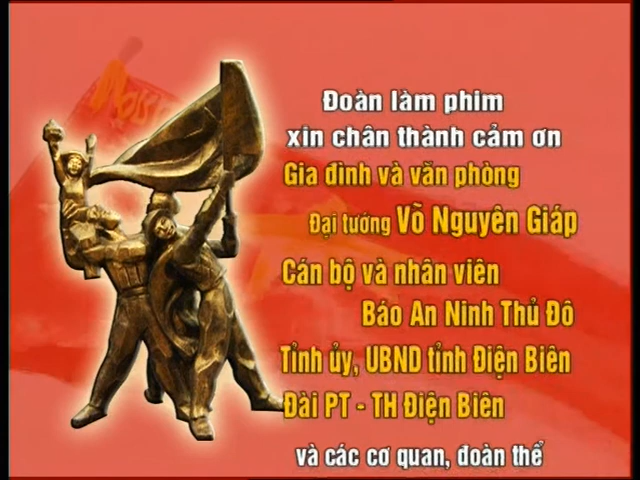 Đoàn làm phim
xin chân thành cảm ơn
Gia đình và văn phòng
Đại tướng Võ Nguyên Giáp
Cán bộ và nhân viên
Báo An Ninh Thủ Đô
Tỉnh ủy, UBND tỉnh Điện Biên
Đài PT - TH Điện Biên
và các cơ quan, đoàn thể